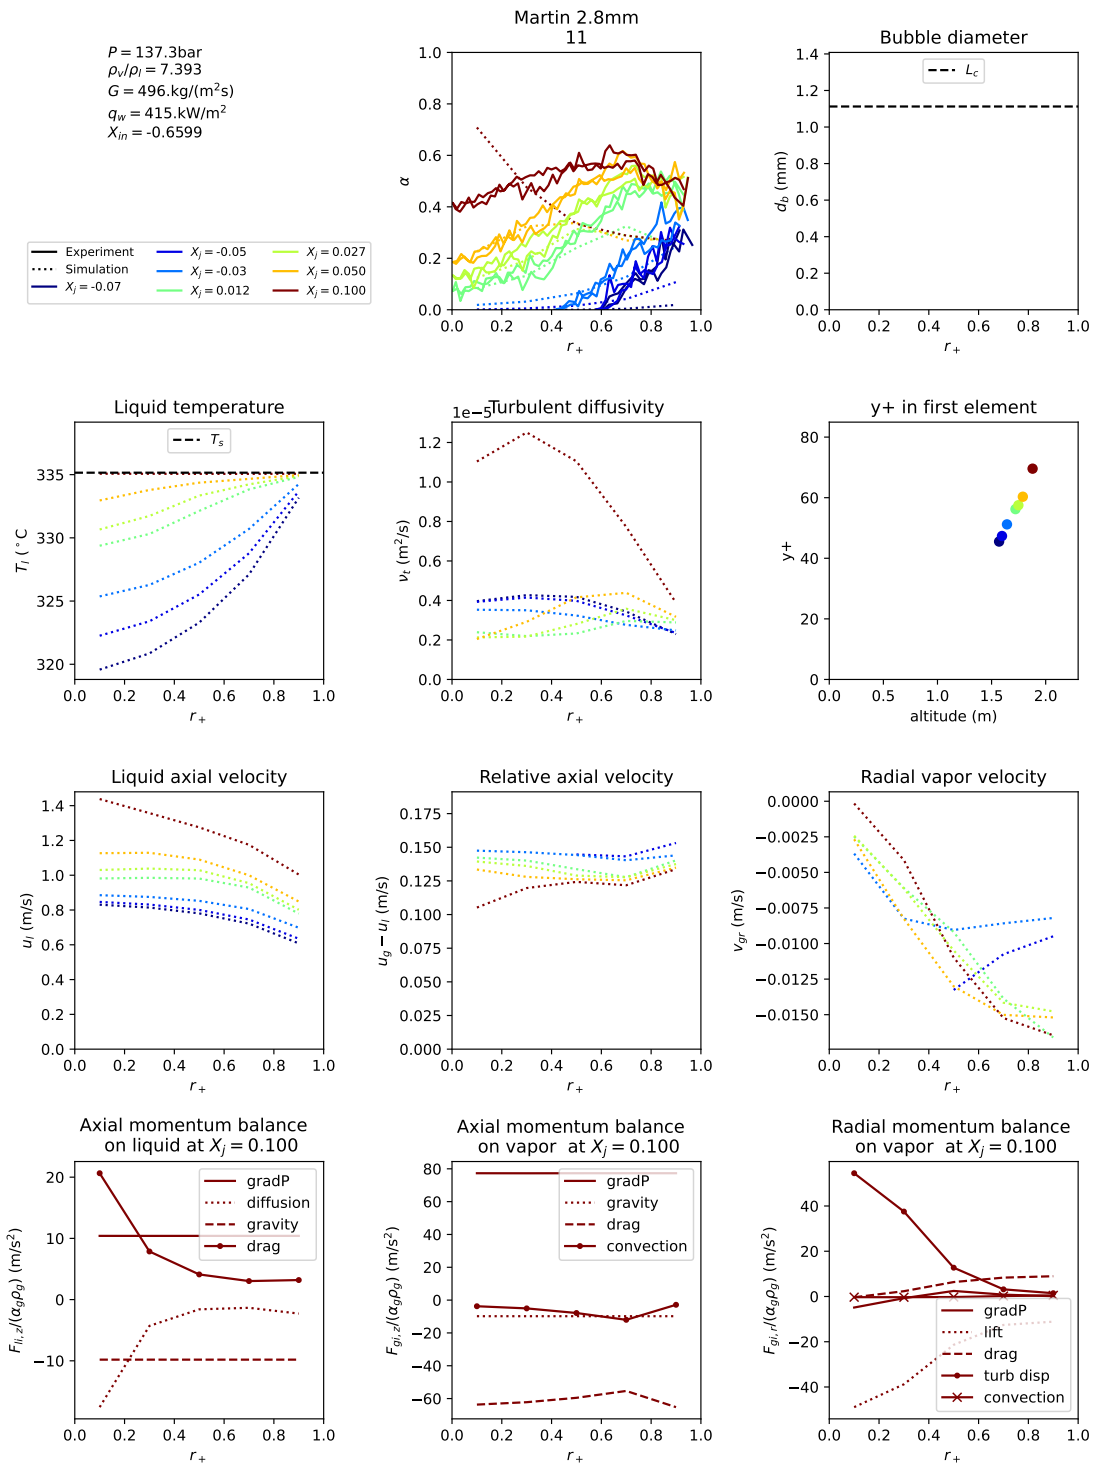 P = 137.3bar
ρv/ρl = 7.393
G = 496.kg/(m²s)
qw = 415.kW/m²
Xin = -0.6599
Experiment
Simulation
Xj = -0.07
Xj = -0.05
Xj = -0.03
Xj = 0.012
Xj = 0.027
Xj = 0.050
Xj = 0.100
Martin 2.8mm
11
1.0
0.8
0.6
0.4
0.2
0.0
α
0.0 0.2 0.4 0.6 0.8 1.0
r+
Bubble diameter
Lc
1.4
1.2
1.0
0.8
0.6
0.4
0.2
0.0
db (mm)
0.0 0.2 0.4 0.6 0.8 1.0
r+
Liquid temperature
Ts
335
330
325
320
Tl (°C
0.0 0.2 0.4 0.6 0.8 1.0
r+
1e−5
Turbulent diffusivity
1.2
1.0
0.8
0.6
0.4
0.2
0.0
νt (m²/s)
0.0 0.2 0.4 0.6 0.8 1.0
r+
y+ in first element
80
60
40
20
0
y+
0.0 0.5 1.0 1.5 2.0
altitude (m)
Liquid axial velocity
1.4
1.2
1.0
0.8
0.6
0.4
0.2
0.0
ul (m/s)
0.0 0.2 0.4 0.6 0.8 1.0
r+
Relative axial velocity
0.175
0.150
0.125
0.100
0.075
0.050
0.025
0.000
ug − ul (m/s)
0.0 0.2 0.4 0.6 0.8 1.0
r+
Radial vapor velocity
0.0000
−0.0025
−0.0050
−0.0075
−0.0100
−0.0125
−0.0150
vgr (m/s)
0.0 0.2 0.4 0.6 0.8 1.0
r+
Axial momentum balance
on liquid at Xj = 0.100
gradP
diffusion
gravity
drag
20
10
0
−10
Fli,z/(αgρg) (m/s²)
0.0 0.2 0.4 0.6 0.8 1.0
r+
Axial momentum balance
on vapor at Xj = 0.100
gradP
gravity
drag
convection
80
60
40
20
0
−20
−40
−60
Fgi,z/(αgρg) (m/s²)
0.0 0.2 0.4 0.6 0.8 1.0
r+
Radial momentum balance
on vapor at Xj = 0.100
gradP
lift
drag
turb disp
convection
40
20
0
−20
−40
Fgi,r/(αgρg) (m/s²)
0.0 0.2 0.4 0.6 0.8 1.0
r+